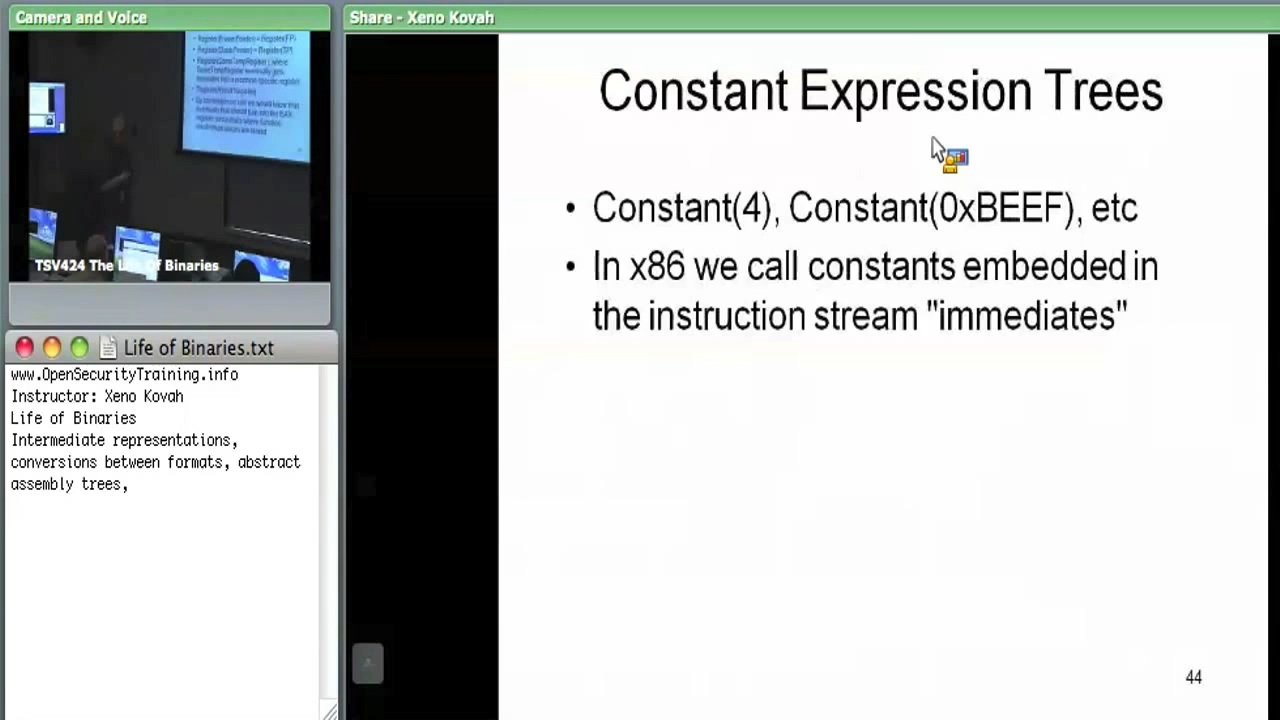 Camera and Voice
TSV424 The Life Of Binaries
Life of Binaries.txt
www.OpenSecurityTraining.info
Instructor: Xeno Kovah
Life of Binaries
Intermediate representations,
conversions between formats, abstract
assembly trees,
Share - Xeno Kovah
Constant Expression Trees
• Constant(4), Constant(0xBEEF), etc
• In x86 we call constants embedded in
the instruction stream "immediates"
44